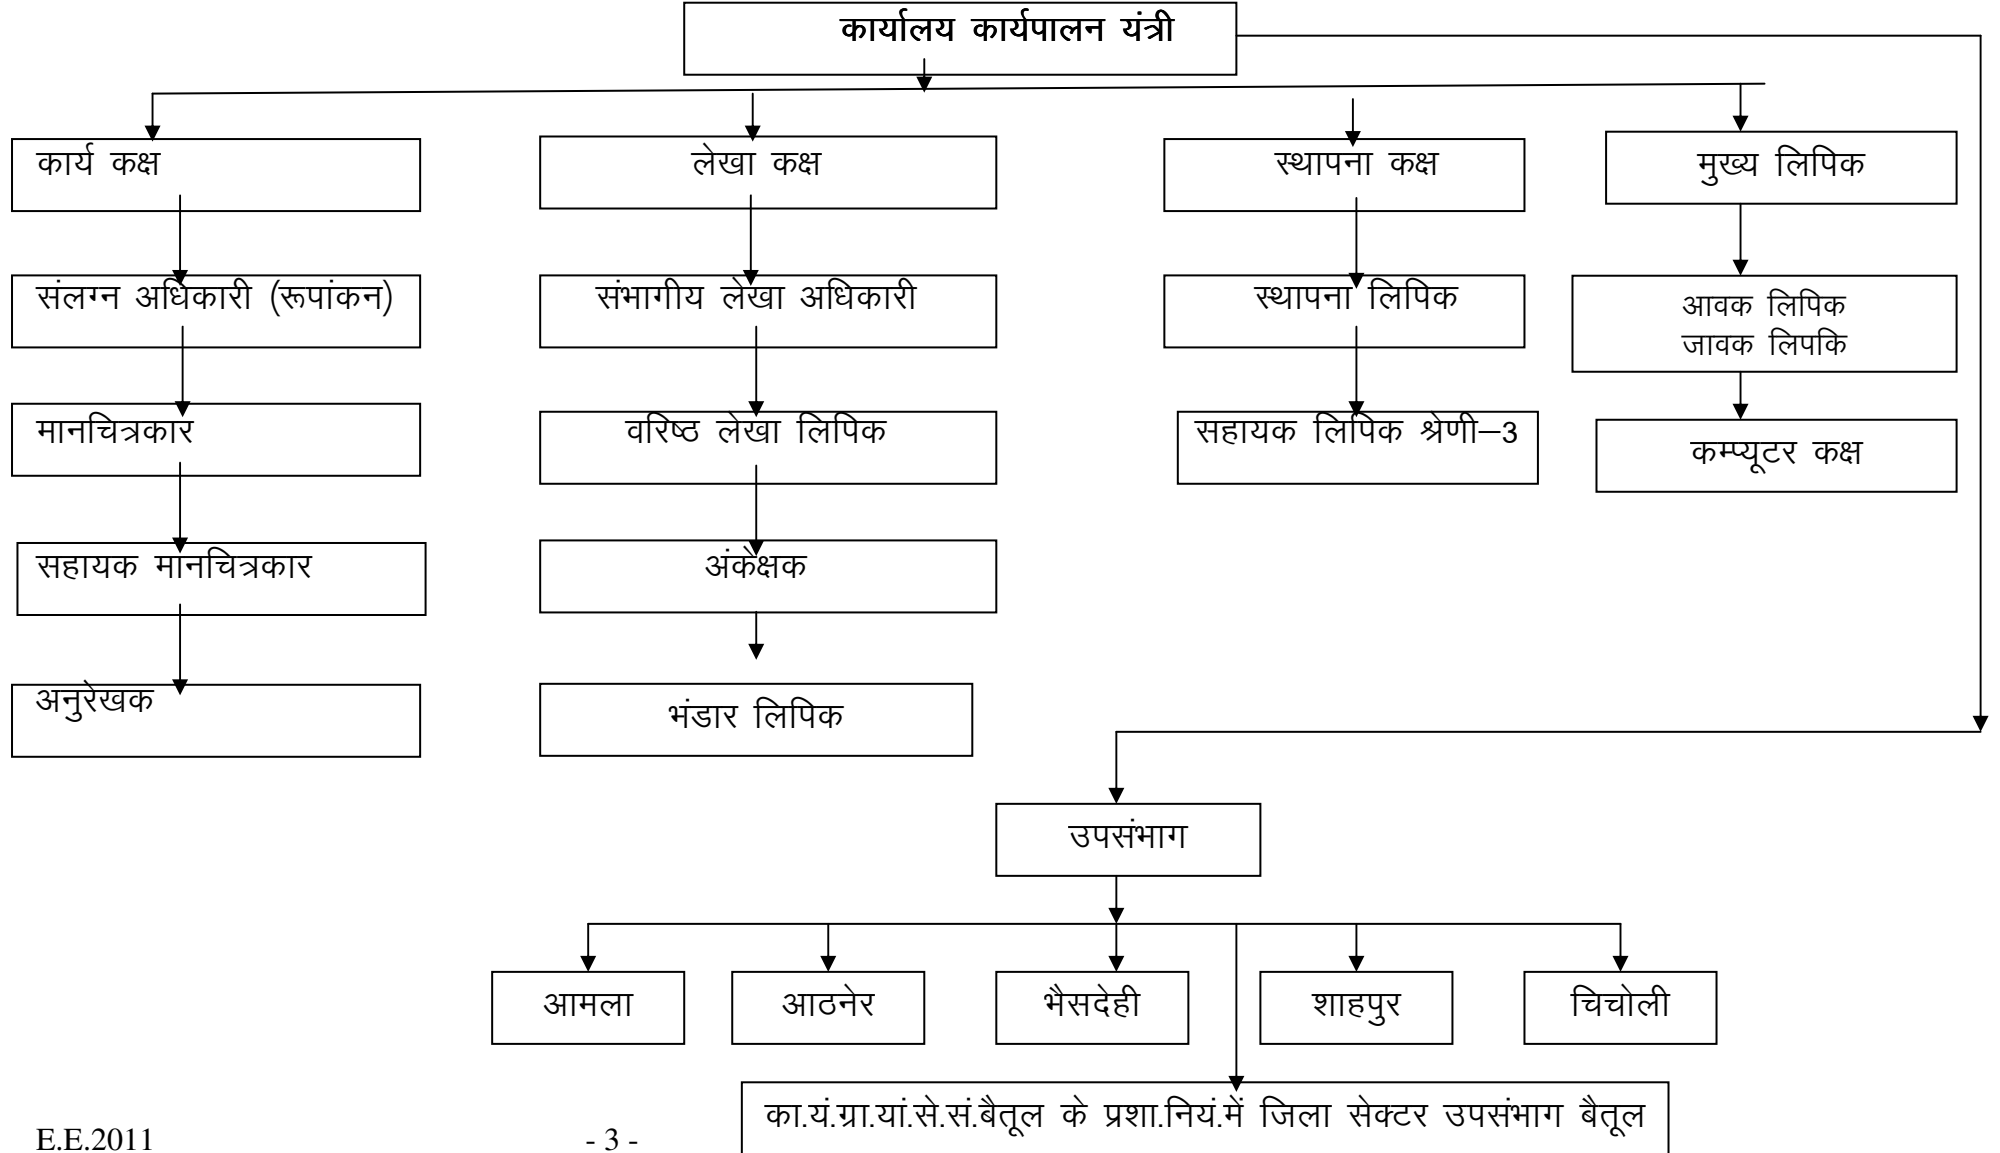 कार्यालय कार्यपालन यंत्री
कार्य कक्ष
लेखा कक्ष
स्थापना कक्ष
मुख्य लिपिक
संलग्न अधिकारी (रूपांकन)
संभागीय लेखा अधिकारी
स्थापना लिपिक
आवक लिपिक
जावक लिपकि
मानचित्रकार
वरिष्ठ लेखा लिपिक
सहायक लिपिक श्रेणी–3
कम्प्यूटर कक्ष
सहायक मानचित्रकार
अंकेक्षक
अनुरेखक
भंडार लिपिक
उपसंभाग
आमला
आठनेर
भैसदेही
शाहपुर
चिचोली
का.यं.ग्रा.यां.से.सं.बैतूल के प्रशा.नियं.में जिला सेक्टर उपसंभाग बैतूल
E.E.2011
- 3 -